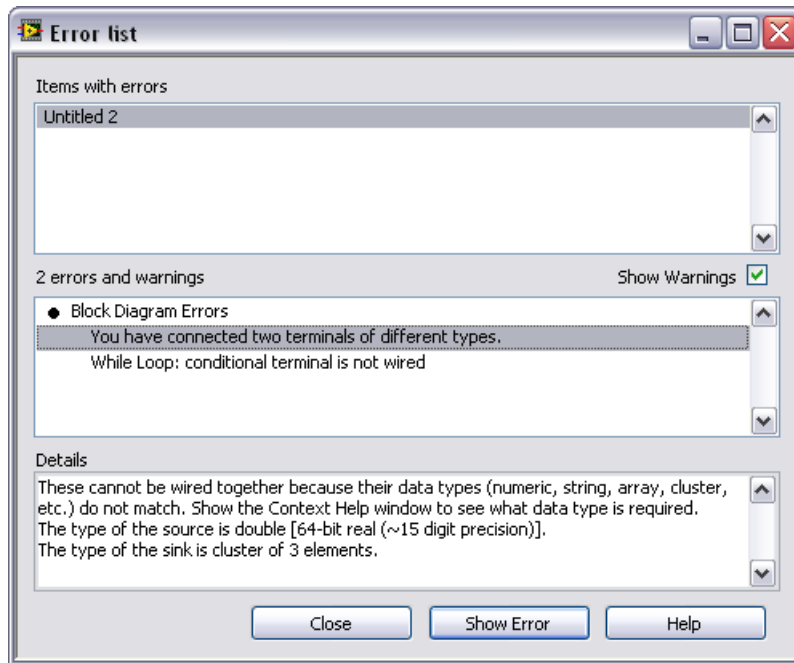 Error list
Items with errors
Untitled 2
2 errors and warnings
Show Warnings
Block Diagram Errors
You have connected two terminals of different types.
While Loop: conditional terminal is not wired
Details
These cannot be wired together because their data types (numeric, string, array, cluster,
etc.) do not match. Show the Context Help window to see what data type is required.
The type of the source is double [64-bit real (~15 digit precision)].
The type of the sink is cluster of 3 elements.
Close
Show Error
Help